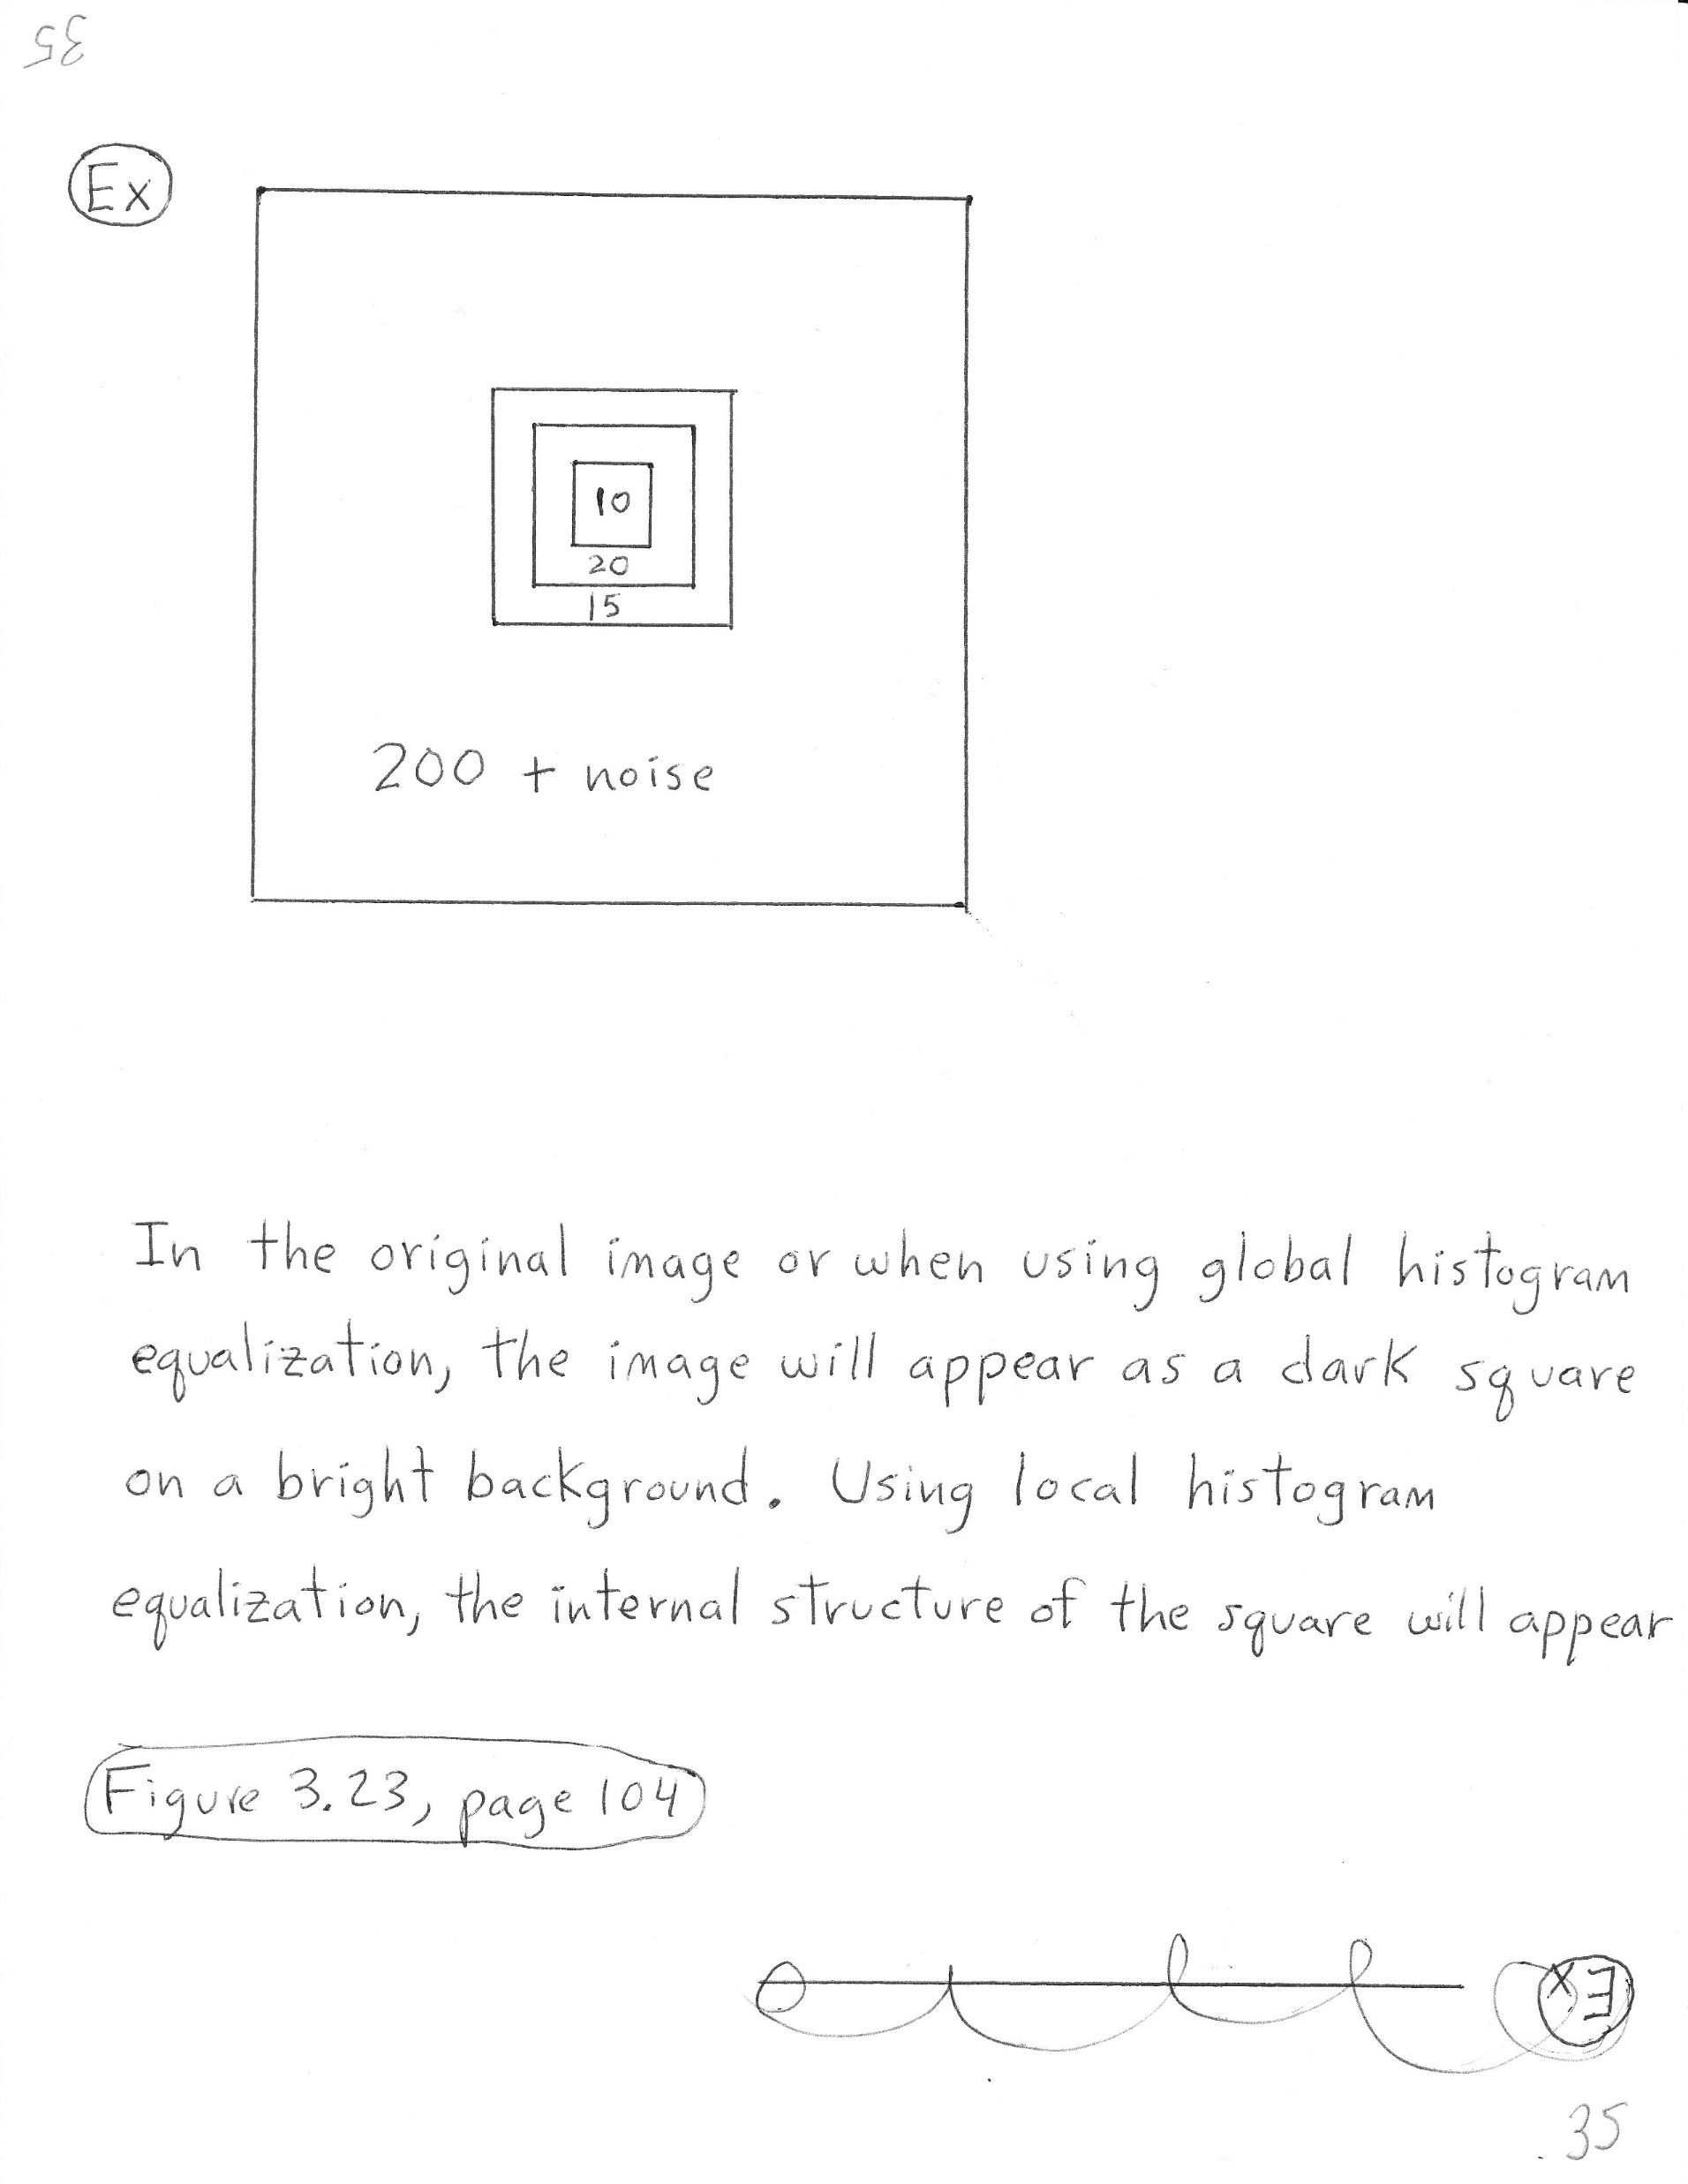 35
Ex
10
20
15
200 + noise
In the original image or when using global histogram
equalization, the image will appear as a dark square
on a bright background. Using local histogram
equalization, the internal structure of the square will appear
Figure 3.23, page 104
Ex
35